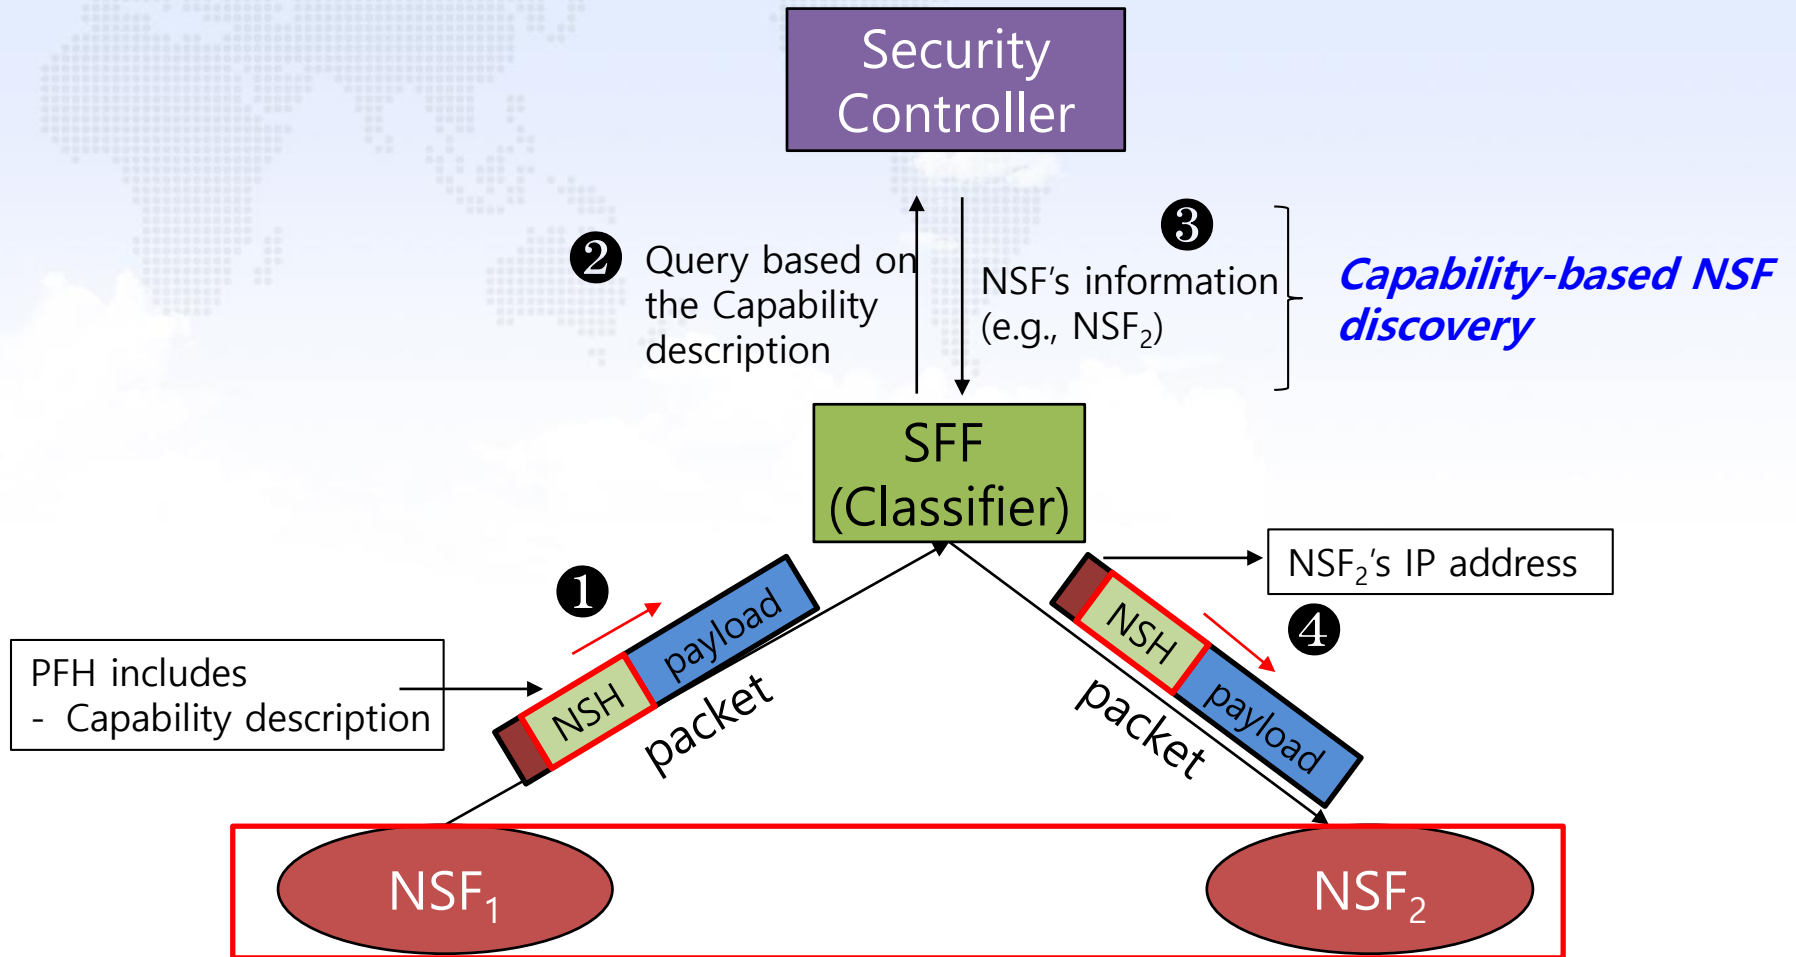 Security
Controller
❷ Query based on
the Capability
description
❸
NSF's information
(e.g., NSF₂)
Capability-based NSF
discovery
SFF
(Classifier)
❶
NSH payload
packet
PFH includes
- Capability description
NSF₂'s IP address
❹
NSH payload
packet
NSF₁
NSF₂